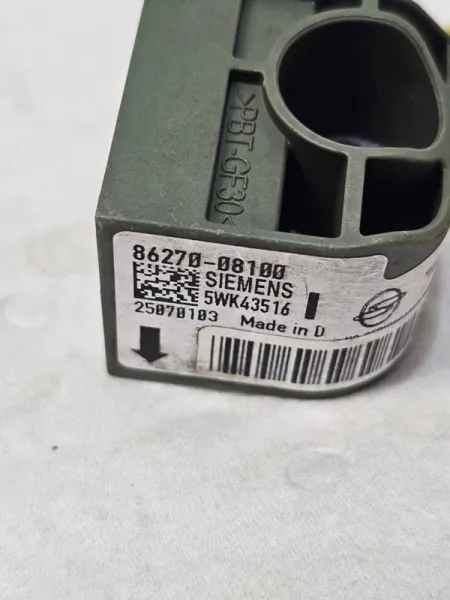 >PBT-GF30<
86270-08100
SIEMENS
5WK43516
25070103
Made in D